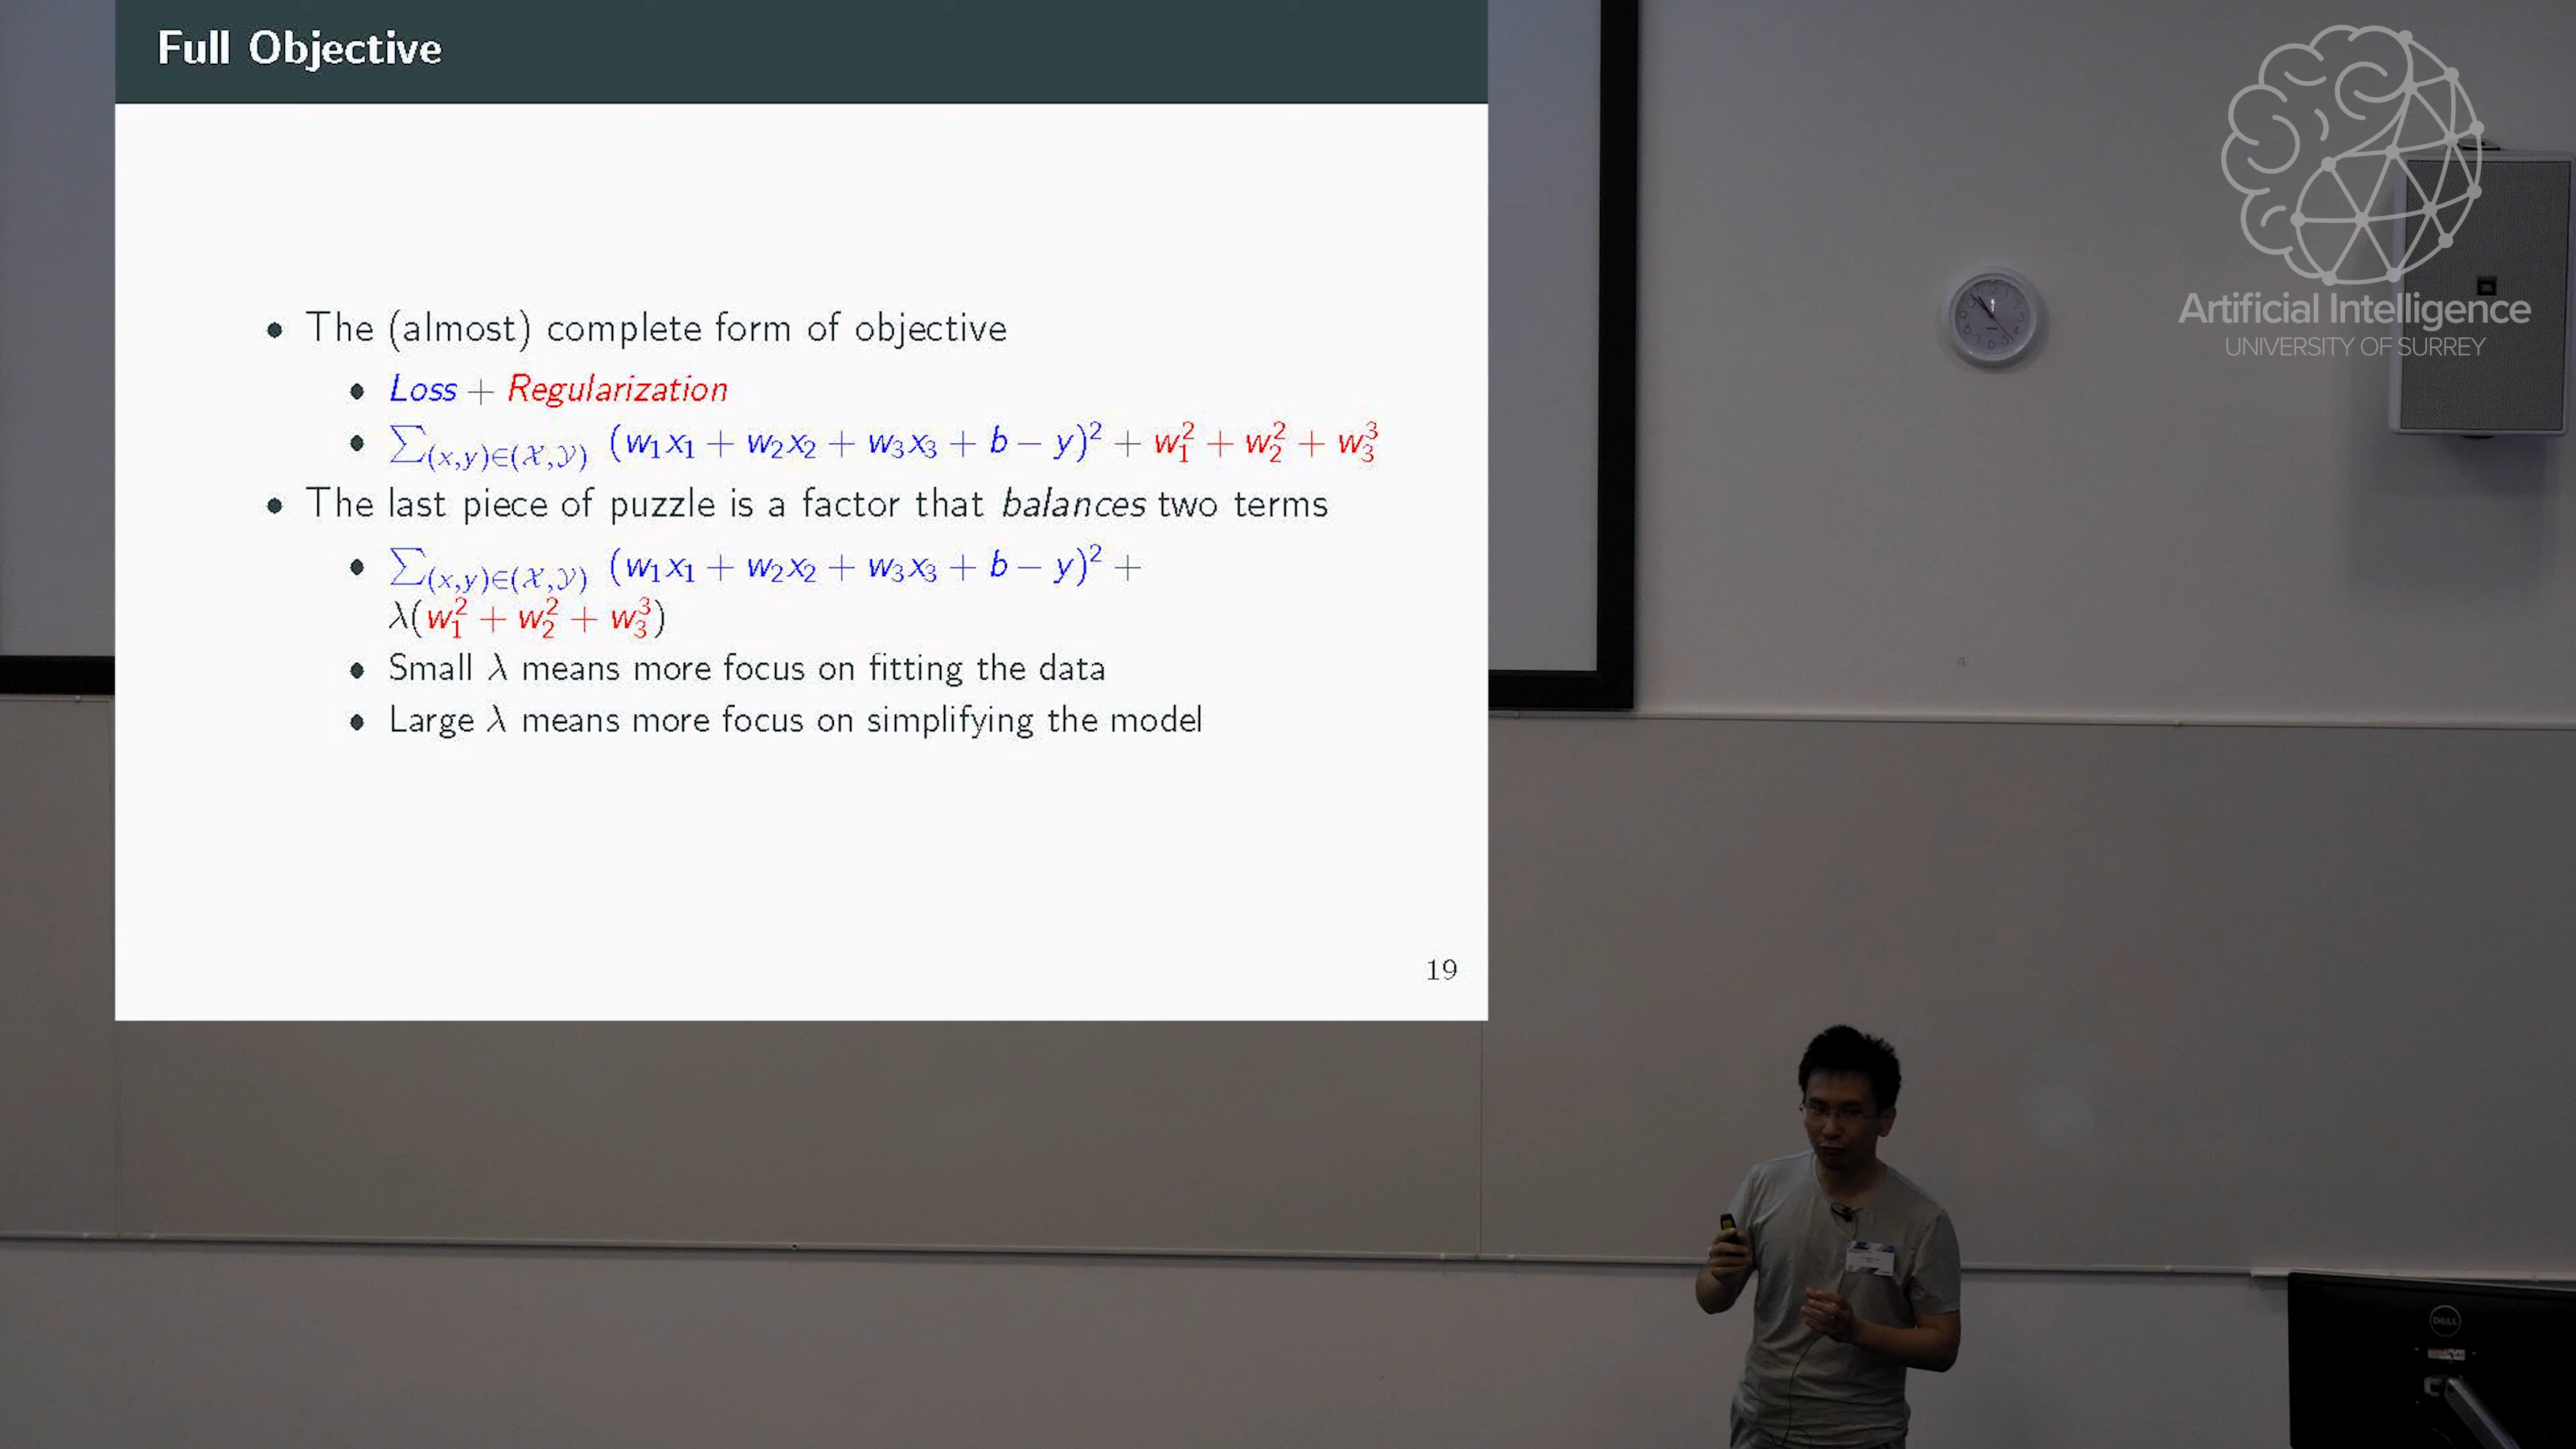 Full Objective
• The (almost) complete form of objective
• Loss + Regularization
• ∑(x,y)∈(𝒳,𝒴) (w₁x₁ + w₂x₂ + w₃x₃ + b − y)² + w₁² + w₂² + w₃³
• The last piece of puzzle is a factor that balances two terms
• ∑(x,y)∈(𝒳,𝒴) (w₁x₁ + w₂x₂ + w₃x₃ + b − y)² +
λ(w₁² + w₂² + w₃³)
• Small λ means more focus on fitting the data
• Large λ means more focus on simplifying the model
19
Artificial Intelligence
UNIVERSITY OF SURREY
DELL